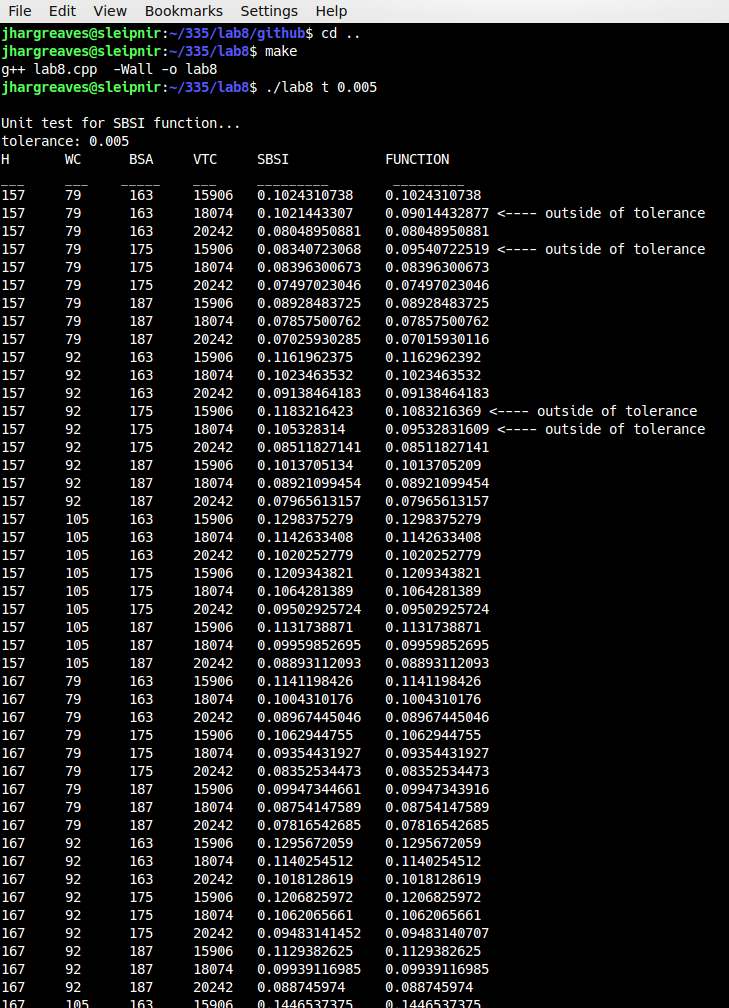 File Edit View Bookmarks Settings Help
jhargreaves@sleipnir:~/335/lab8/github$ cd ..
jhargreaves@sleipnir:~/335/lab8$ make
g++ lab8.cpp  -Wall -o lab8
jhargreaves@sleipnir:~/335/lab8$ ./lab8 t 0.005
Unit test for SBSI function...
tolerance: 0.005
H WC BSA VTC SBSI FUNCTION
___ ___ _____ ___ _________ _________
157 79 163 15906 0.1024310738 0.1024310738
157 79 163 18074 0.1021443307 0.09014432877 <---- outside of tolerance
157 79 163 20242 0.08048950881 0.08048950881
157 79 175 15906 0.08340723068 0.09540722519 <---- outside of tolerance
157 79 175 18074 0.08396300673 0.08396300673
157 79 175 20242 0.07497023046 0.07497023046
157 79 187 15906 0.08928483725 0.08928483725
157 79 187 18074 0.07857500762 0.07857500762
157 79 187 20242 0.07025930285 0.07015930116
157 92 163 15906 0.1161962375 0.1162962392
157 92 163 18074 0.1023463532 0.1023463532
157 92 163 20242 0.09138464183 0.09138464183
157 92 175 15906 0.1183216423 0.1083216369 <---- outside of tolerance
157 92 175 18074 0.105328314 0.09532831609 <---- outside of tolerance
157 92 175 20242 0.08511827141 0.08511827141
157 92 187 15906 0.1013705134 0.1013705209
157 92 187 18074 0.08921099454 0.08921099454
157 92 187 20242 0.07965613157 0.07965613157
157 105 163 15906 0.1298375279 0.1298375279
157 105 163 18074 0.1142633408 0.1142633408
157 105 163 20242 0.1020252779 0.1020252779
157 105 175 15906 0.1209343821 0.1209343821
157 105 175 18074 0.1064281389 0.1064281389
157 105 175 20242 0.09502925724 0.09502925724
157 105 187 15906 0.1131738871 0.1131738871
157 105 187 18074 0.09959852695 0.09959852695
157 105 187 20242 0.08893112093 0.08893112093
167 79 163 15906 0.1141198426 0.1141198426
167 79 163 18074 0.1004310176 0.1004310176
167 79 163 20242 0.08967445046 0.08967445046
167 79 175 15906 0.1062944755 0.1062944755
167 79 175 18074 0.09354431927 0.09354431927
167 79 175 20242 0.08352534473 0.08352534473
167 79 187 15906 0.09947344661 0.09947343916
167 79 187 18074 0.08754147589 0.08754147589
167 79 187 20242 0.07816542685 0.07816542685
167 92 163 15906 0.1295672059 0.1295672059
167 92 163 18074 0.1140254512 0.1140254512
167 92 163 20242 0.1018128619 0.1018128619
167 92 175 15906 0.1206825972 0.1206825972
167 92 175 18074 0.1062065661 0.1062065661
167 92 175 20242 0.09483141452 0.09483140707
167 92 187 15906 0.1129382625 0.1129382625
167 92 187 18074 0.09939116985 0.09939116985
167 92 187 20242 0.088745974 0.088745974
167 105 163 15906 0.1446537375 0.1446537375